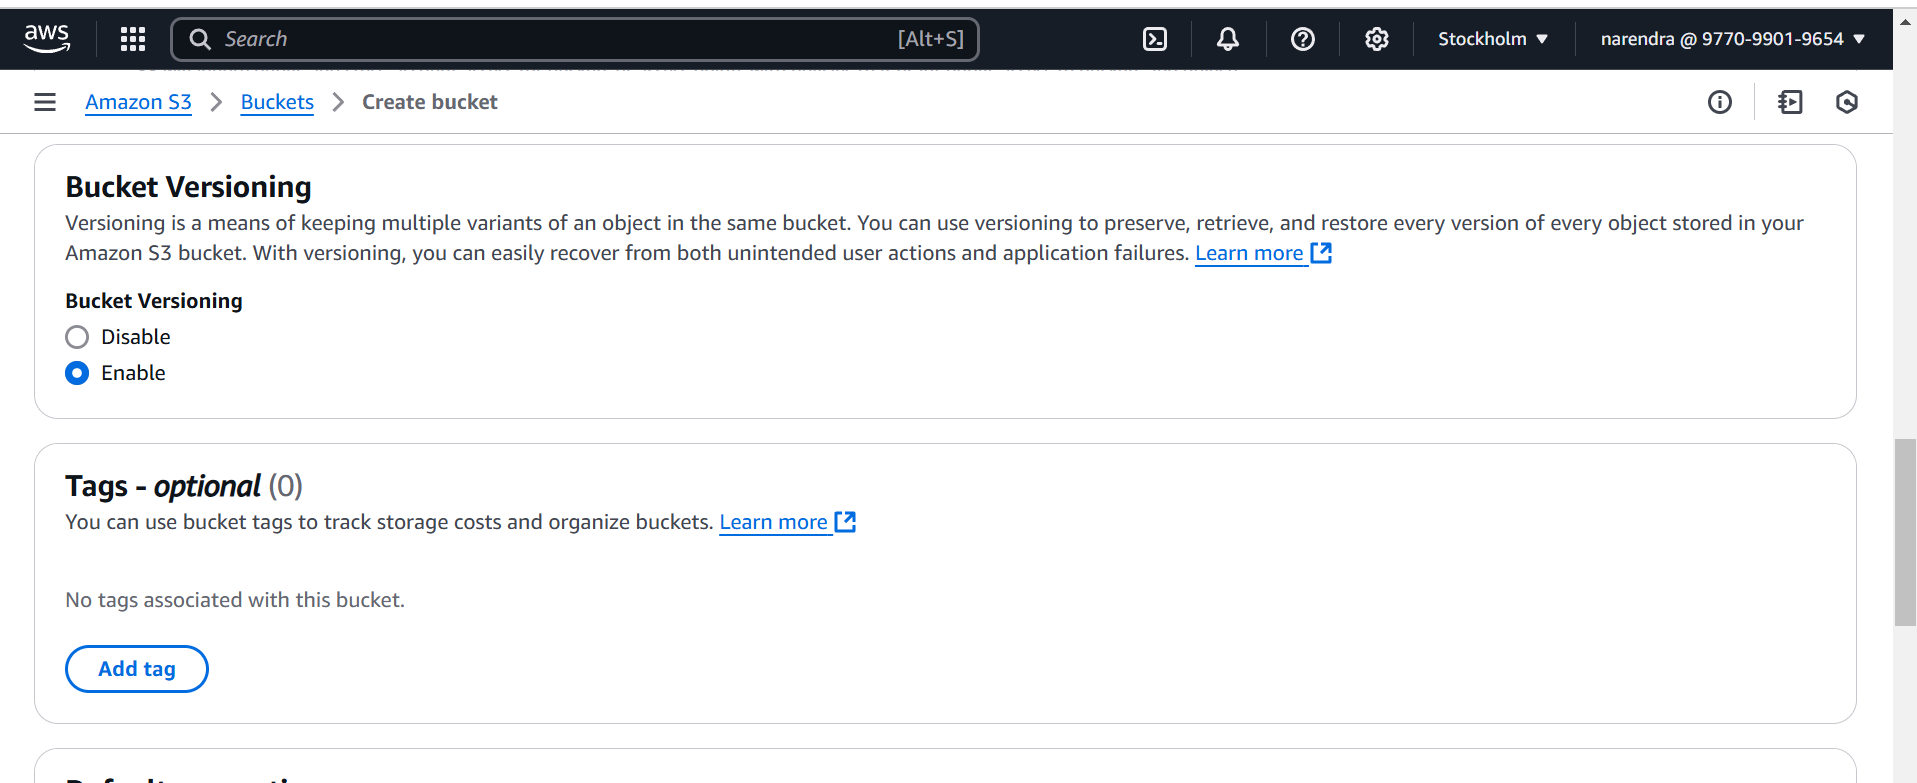 aws
Search [Alt+S] Stockholm narendra @ 9770-9901-9654
Amazon S3 Buckets Create bucket
Bucket Versioning
Versioning is a means of keeping multiple variants of an object in the same bucket. You can use versioning to preserve, retrieve, and restore every version of every object stored in your
Amazon S3 bucket. With versioning, you can easily recover from both unintended user actions and application failures. Learn more
Bucket Versioning
Disable
Enable
Tags - optional (0)
You can use bucket tags to track storage costs and organize buckets. Learn more
No tags associated with this bucket.
Add tag